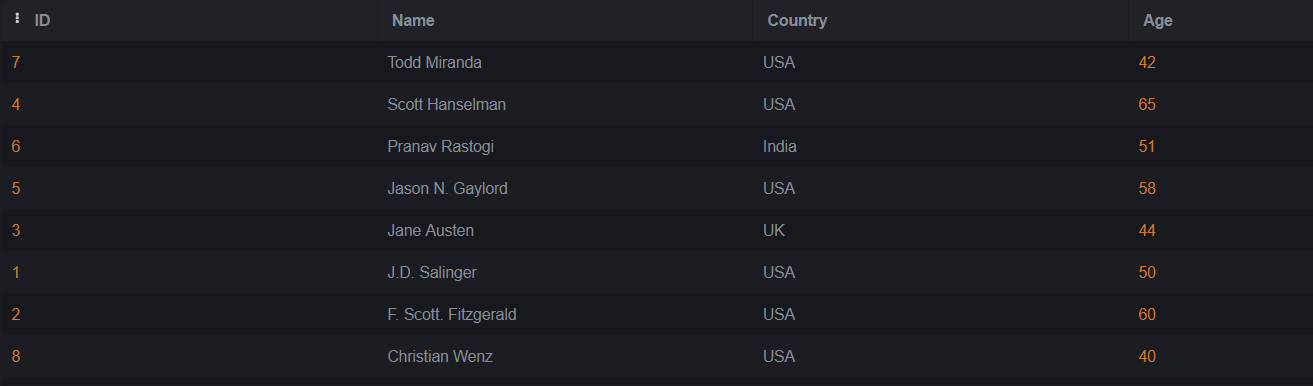 ID Name Country Age
7 Todd Miranda USA 42
4 Scott Hanselman USA 65
6 Pranav Rastogi India 51
5 Jason N. Gaylord USA 58
3 Jane Austen UK 44
1 J.D. Salinger USA 50
2 F. Scott. Fitzgerald USA 60
8 Christian Wenz USA 40